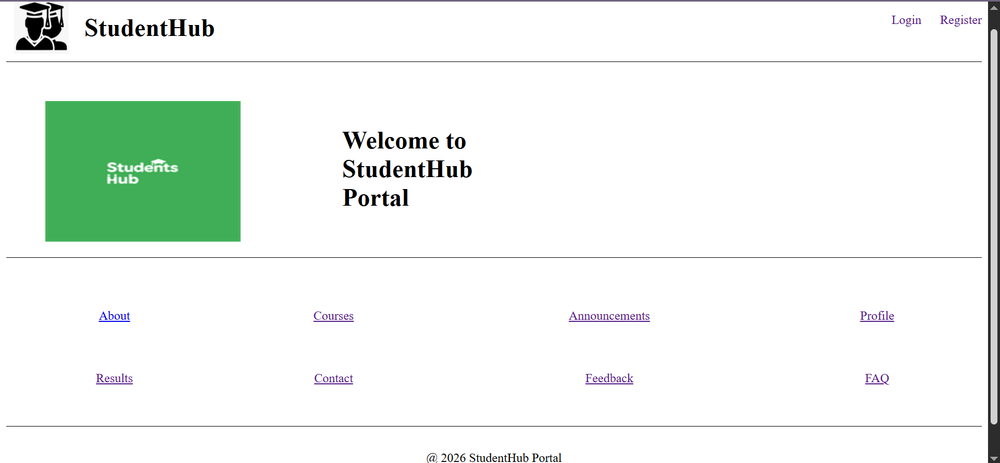 StudentHub
Login Register
Students
Hub
Welcome to
StudentHub
Portal
About Courses Announcements Profile
Results Contact Feedback FAQ
@ 2026 StudentHub Portal